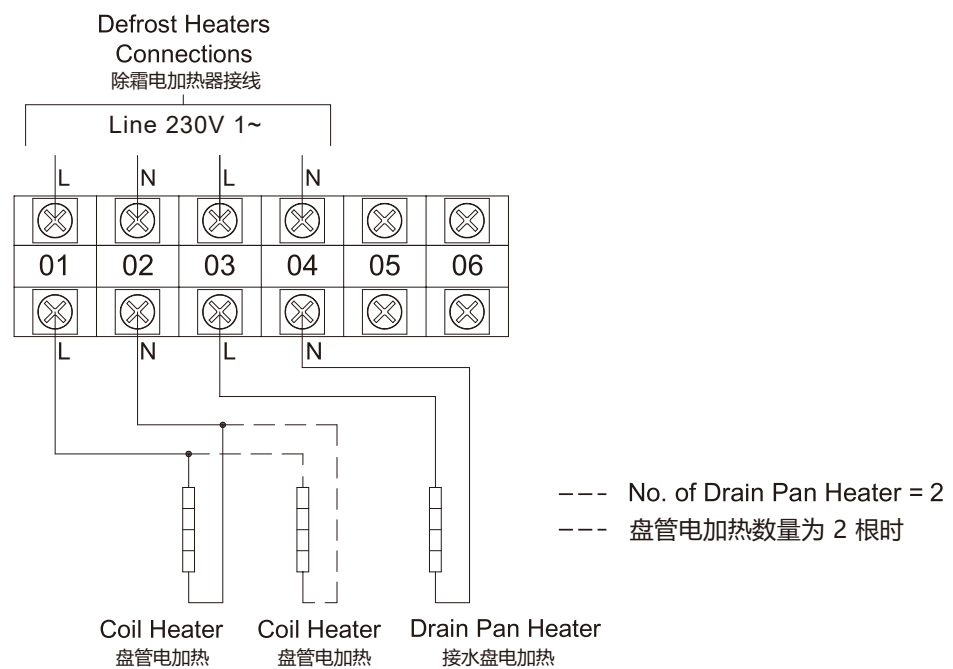 Defrost Heaters
Connections
除霜电加热器接线
Line 230V 1~
L N L N
01 02 03 04 05 06
L N L N
--- No. of Drain Pan Heater = 2
--- 盘管电加热数量为 2 根时
Coil Heater Coil Heater Drain Pan Heater
盘管电加热 盘管电加热 接水盘电加热